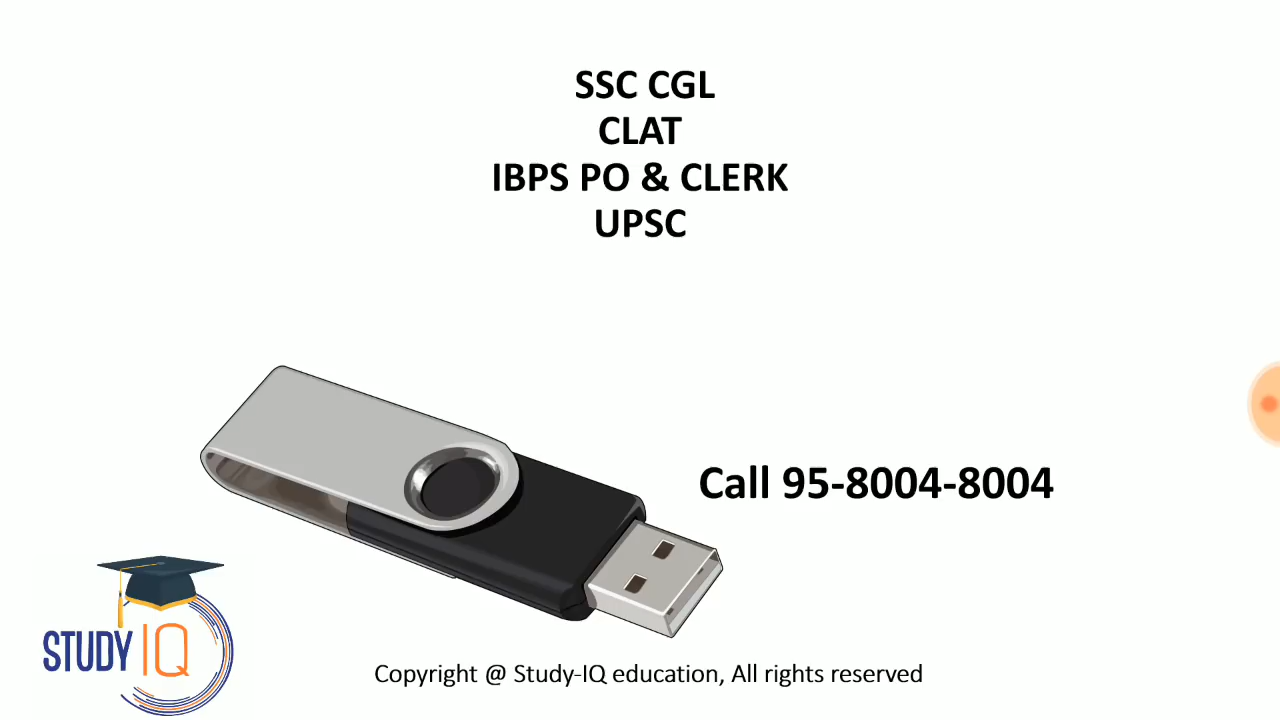 SSC CGL
CLAT
IBPS PO & CLERK
UPSC
Call 95-8004-8004
STUDY IQ
Copyright @ Study-IQ education, All rights reserved